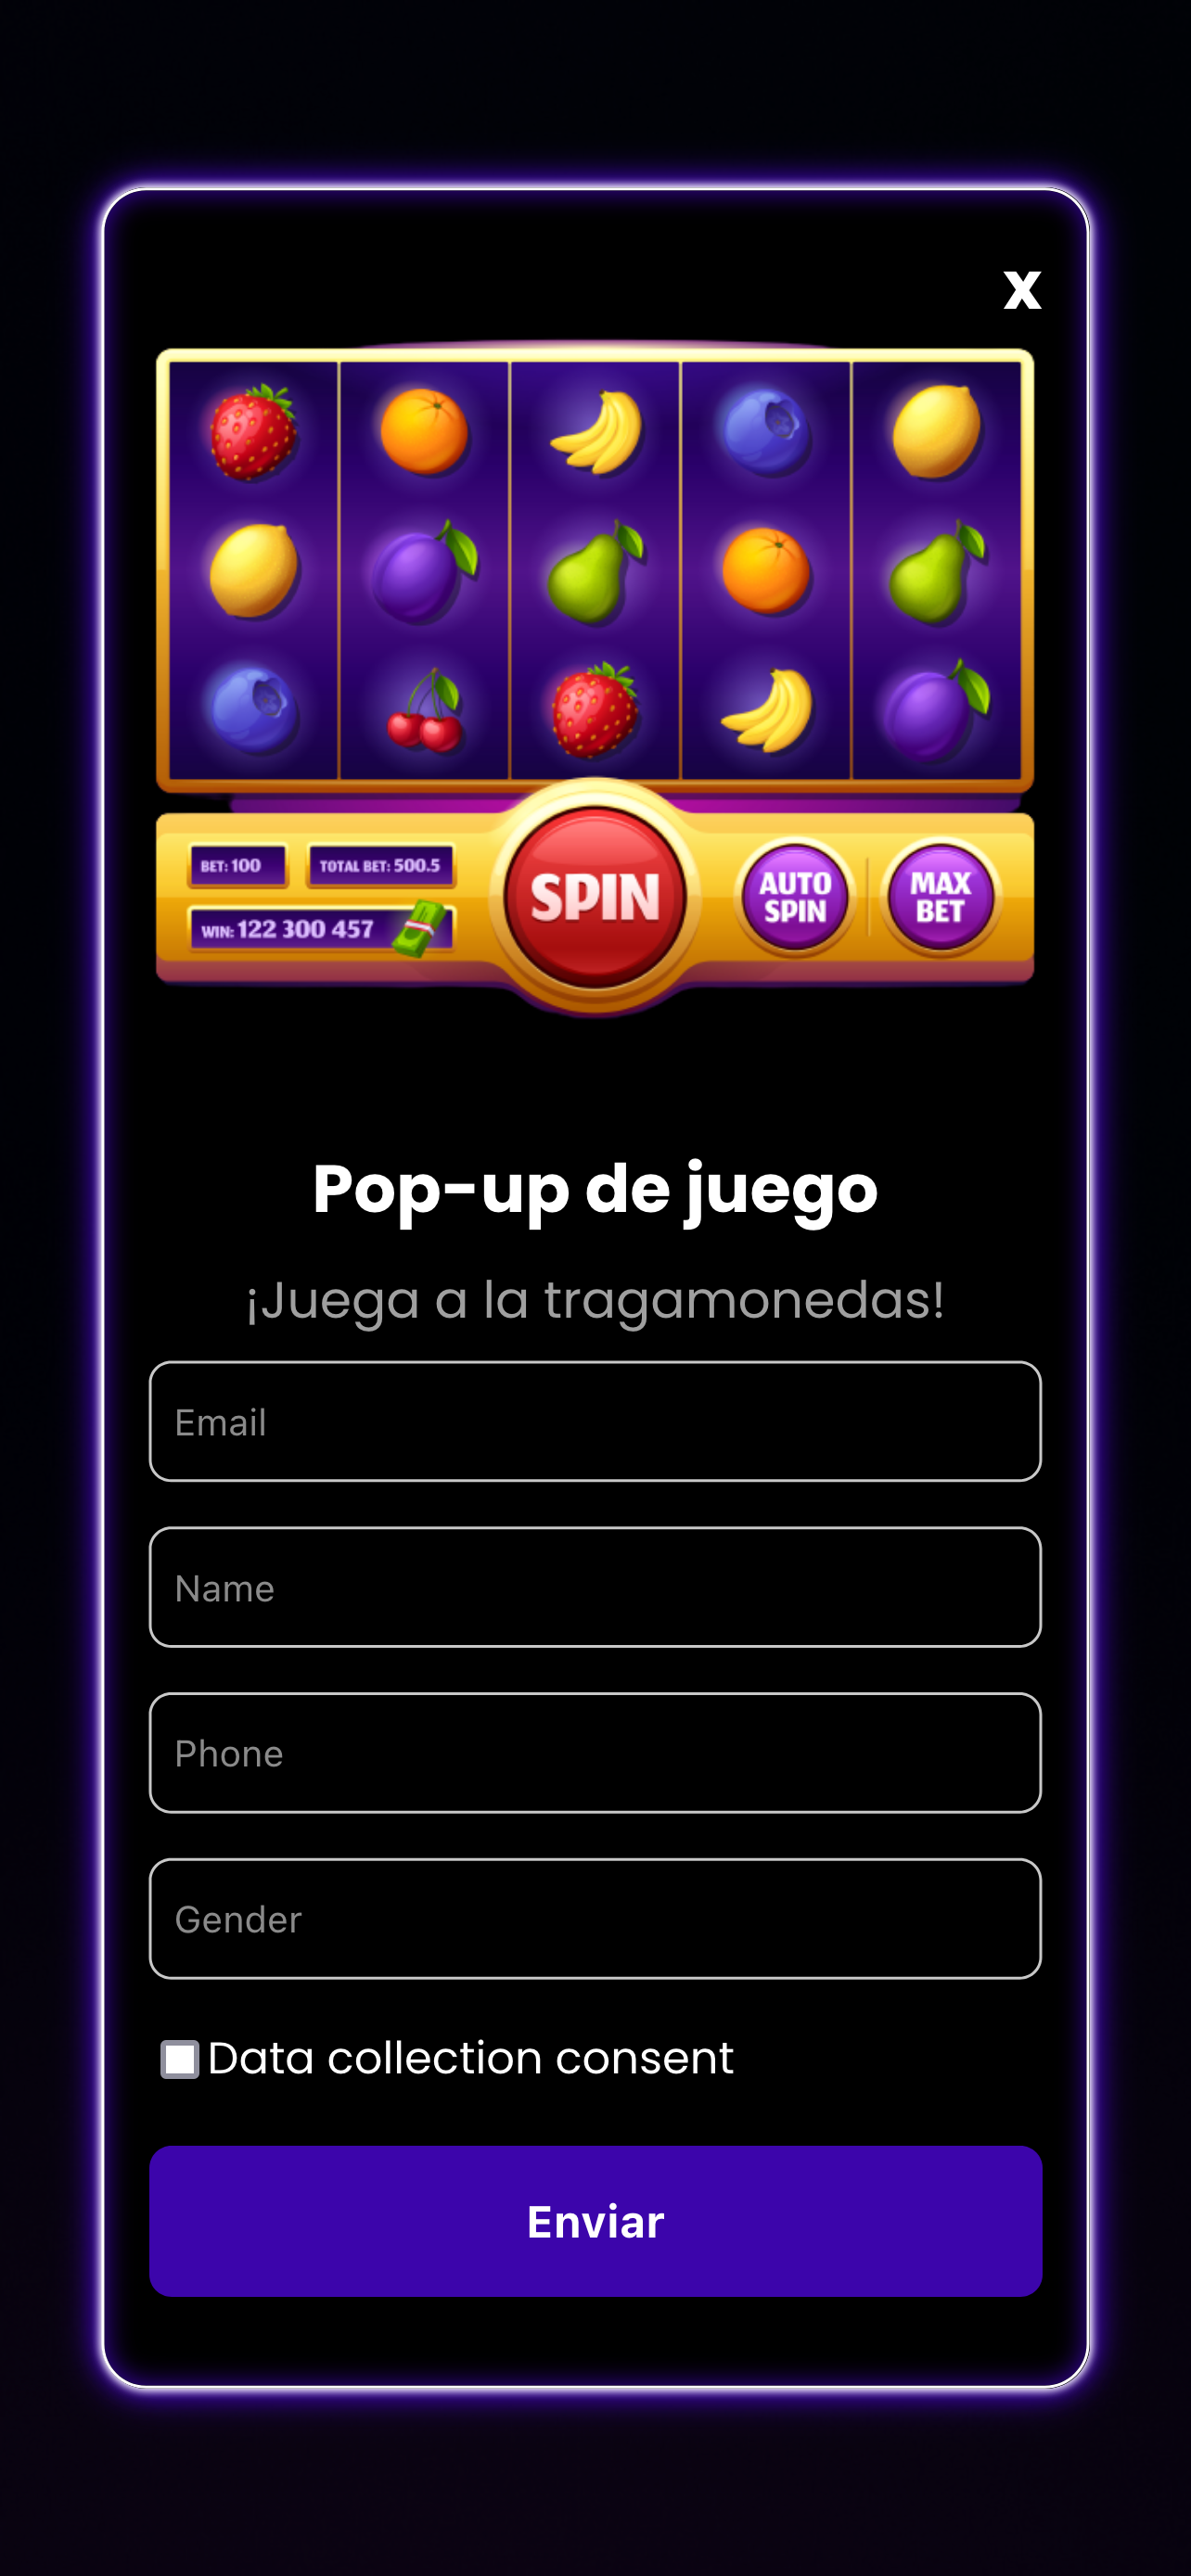 X
BET: 100
TOTAL BET: 500.5
WIN: 122 300 457
SPIN
AUTO
SPIN
MAX
BET
Pop-up de juego
¡Juega a la tragamonedas!
Email
Name
Phone
Gender
Data collection consent
Enviar